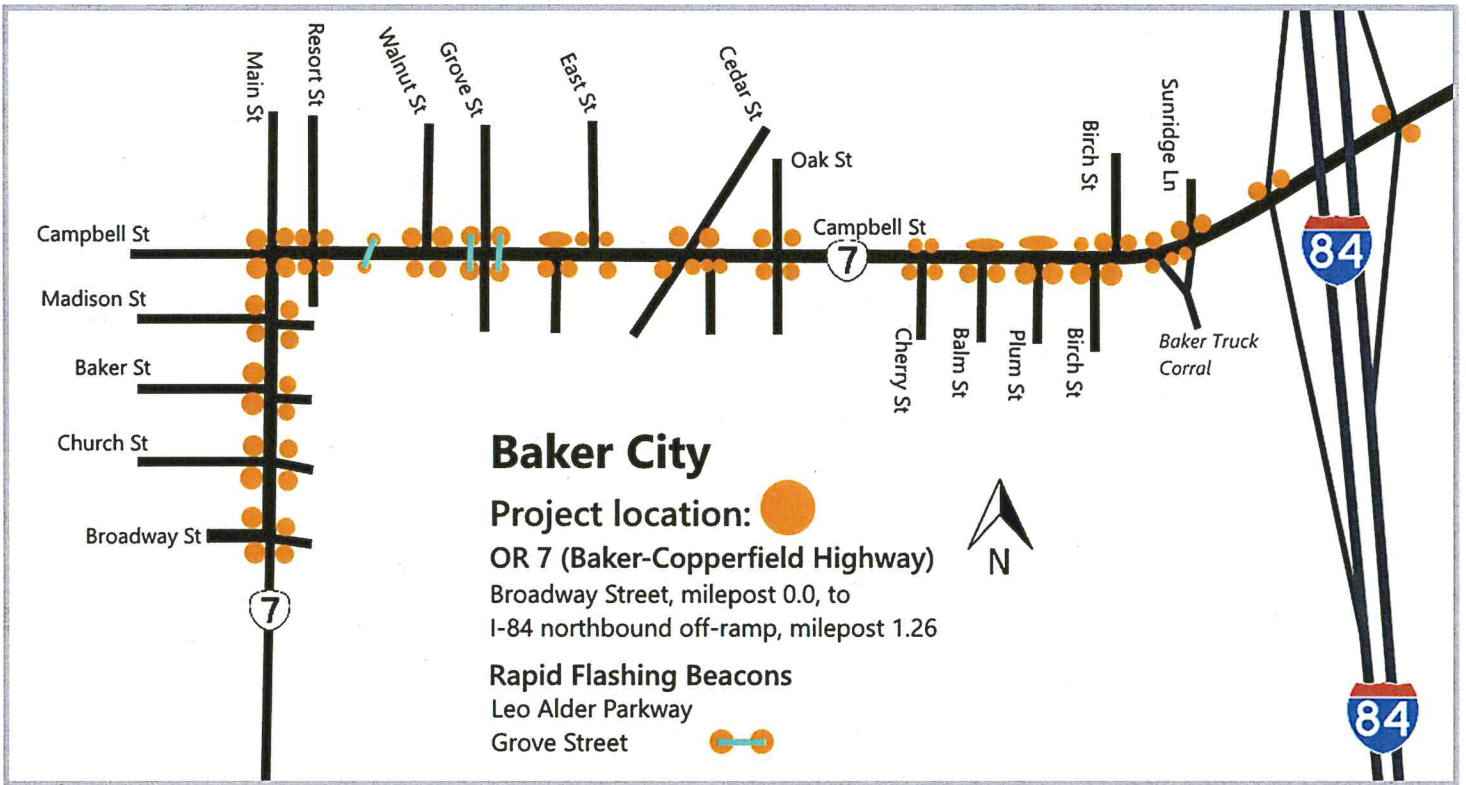 Main St
Resort St
Walnut St
Grove St
East St
Cedar St
Oak St
Birch St
Sunridge Ln
Campbell St
Campbell St
7
84
Madison St
Baker St
Church St
Broadway St
7
Cherry St
Balm St
Plum St
Birch St
Baker Truck
Corral
Baker City
Project location:
OR 7 (Baker-Copperfield Highway)
Broadway Street, milepost 0.0, to
I-84 northbound off-ramp, milepost 1.26
Rapid Flashing Beacons
Leo Alder Parkway
Grove Street
N
84